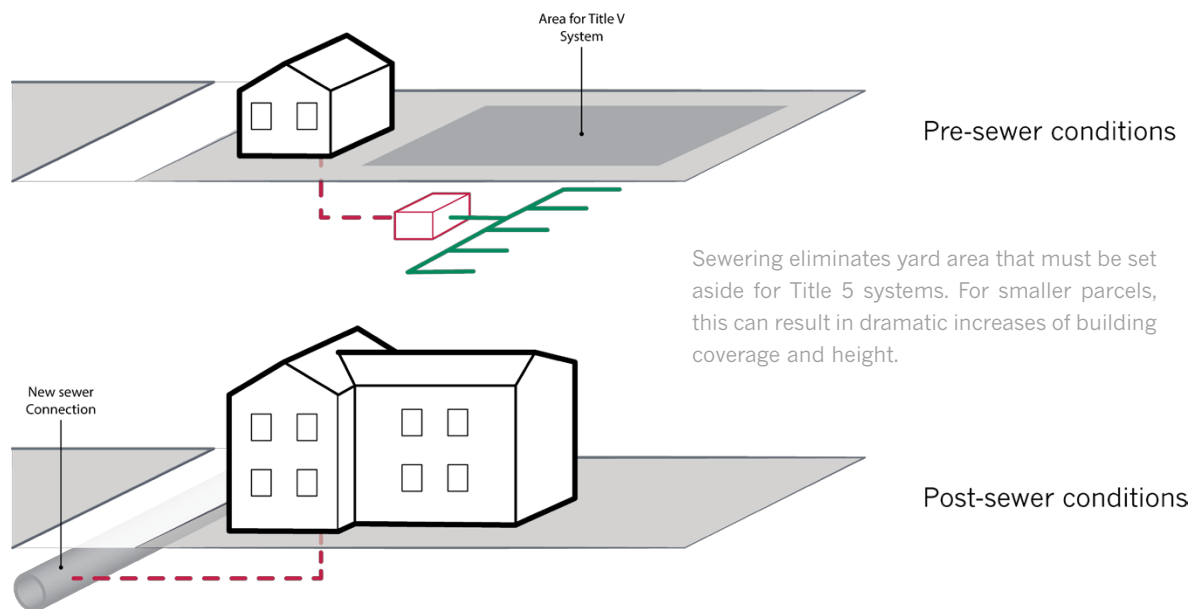 Area for Title V
System
Pre-sewer conditions
Sewering eliminates yard area that must be set
aside for Title 5 systems. For smaller parcels,
this can result in dramatic increases of building
coverage and height.
New sewer
Connection
Post-sewer conditions